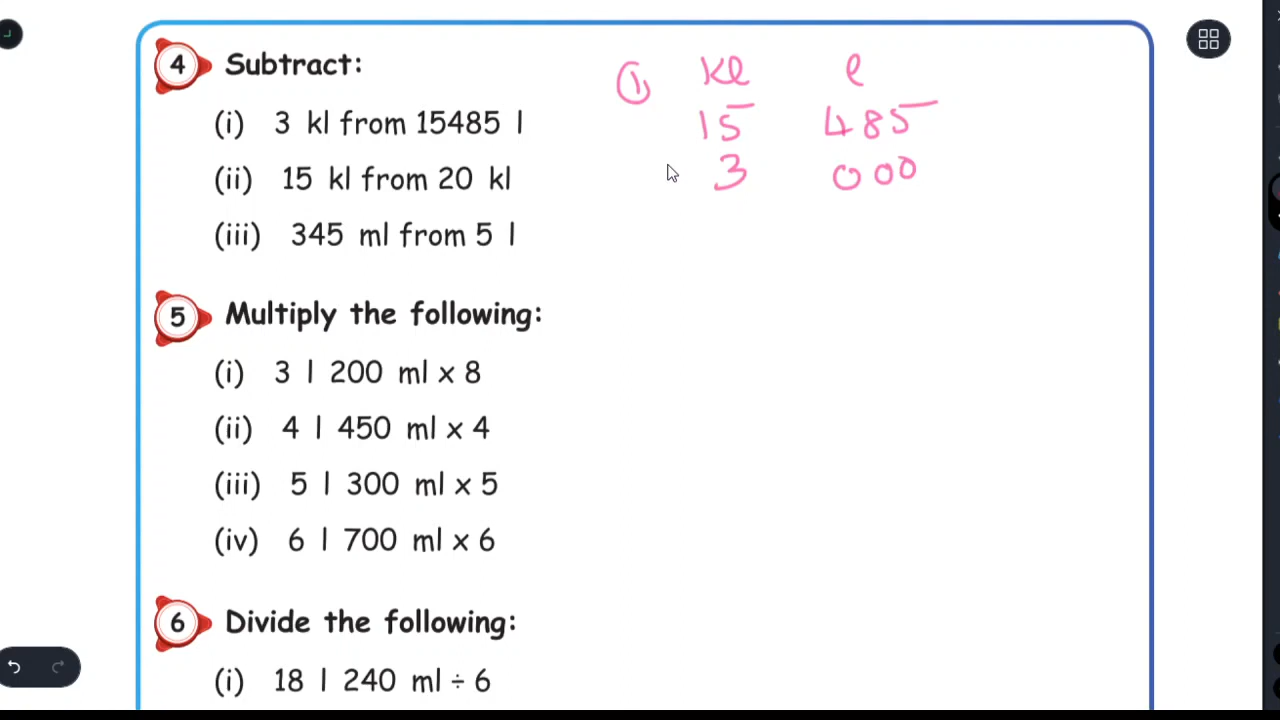 4 Subtract:
(i) 3 kl from 15485 l
(ii) 15 kl from 20 kl
(iii) 345 ml from 5 l
5 Multiply the following:
(i) 3 l 200 ml x 8
(ii) 4 l 450 ml x 4
(iii) 5 l 300 ml x 5
(iv) 6 l 700 ml x 6
6 Divide the following:
(i) 18 l 240 ml ÷ 6
① kl l
15 485
3 000